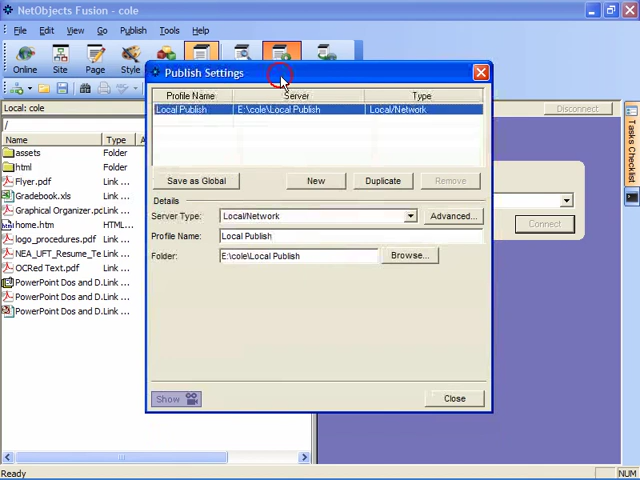 NetObjects Fusion - cole
File Edit View Go Publish Tools Help
Online Site Page Style
Publish Settings
Local: cole
Disconnect
/
Profile Name Server Type
Local Publish E:\cole\Local Publish Local/Network
Name Type
assets Folder
html Folder
Flyer.pdf Link ...
Gradebook.xls Link ...
Graphical Organizer.pdf Link ...
home.htm Link ...
logo_procedures.pdf Link ...
NEA_UFT_Resume_Te Link ...
OCRed Text.pdf Link ...
PowerPoint Dos and D. Link ...
PowerPoint Dos and D. Link ...
PowerPoint Dos and D. Link ...
Save as Global New Duplicate Remove
Details
Server Type: Local/Network Advanced...
Profile Name: Local Publish
Folder: E:\cole\Local Publish Browse...
Connect
Tasks Checklist
Show Close
Ready NUM